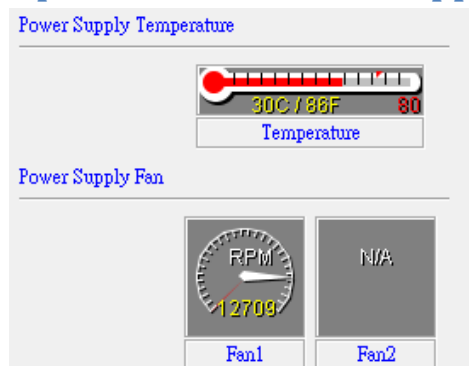 Power Supply Temperature
30C / 86F 80
Temperature
Power Supply Fan
RPM N/A
12709
Fan1 Fan2